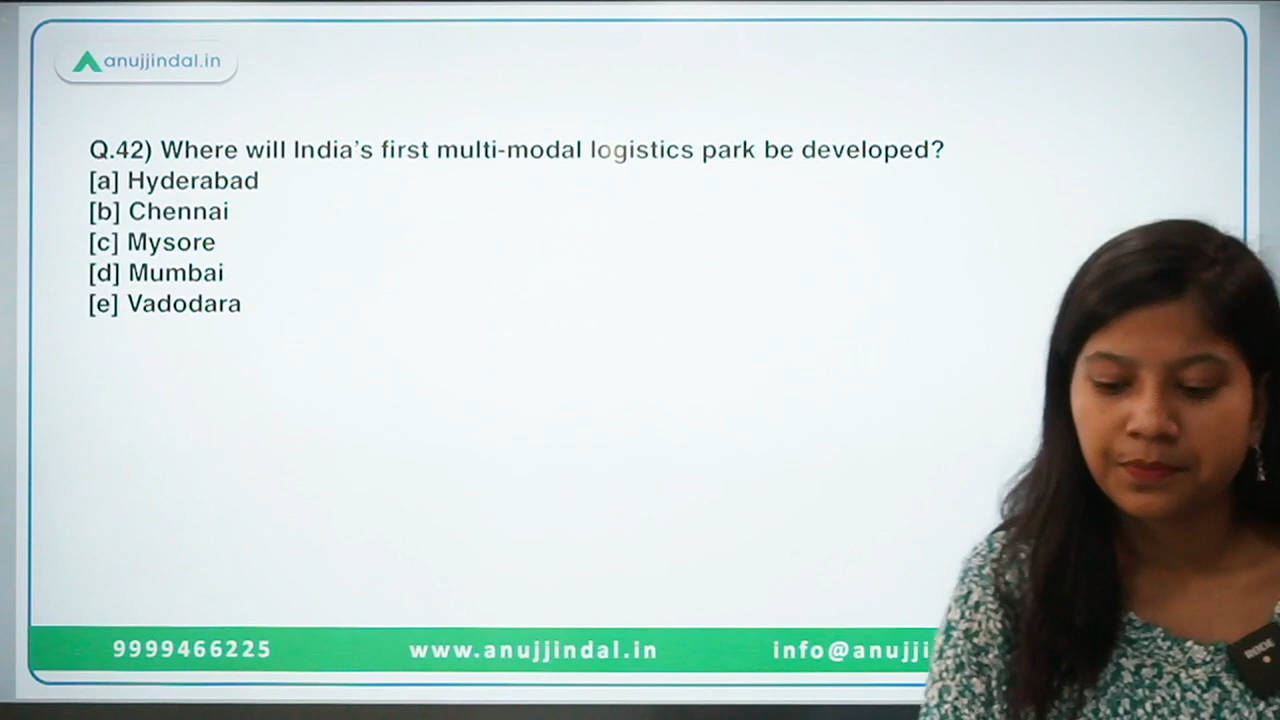 anujjindal.in
Q.42) Where will India's first multi-modal logistics park be developed?
[a] Hyderabad
[b] Chennai
[c] Mysore
[d] Mumbai
[e] Vadodara
9999466225 www.anujjindal.in info@anujji
RODE